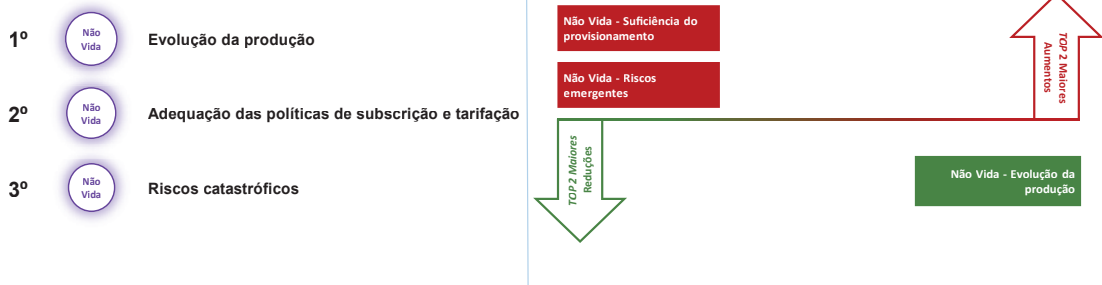 1º
Não
Vida
Evolução da produção
2º
Não
Vida
Adequação das políticas de subscrição e tarifação
3º
Não
Vida
Riscos catastróficos
Não Vida - Suficiência do
provisionamento
Não Vida - Riscos
emergentes
TOP 2 Maiores
Aumentos
TOP 2 Maiores
Reduções
Não Vida - Evolução da
produção